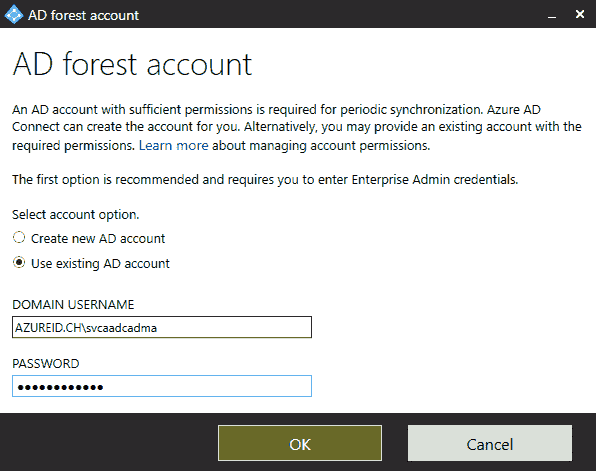 AD forest account
AD forest account
An AD account with sufficient permissions is required for periodic synchronization. Azure AD
Connect can create the account for you. Alternatively, you may provide an existing account with the
required permissions. Learn more about managing account permissions.
The first option is recommended and requires you to enter Enterprise Admin credentials.
Select account option.
Create new AD account
Use existing AD account
DOMAIN USERNAME
AZUREID.CH\svcaadcadma
PASSWORD
●●●●●●●●●●●●
OK
Cancel